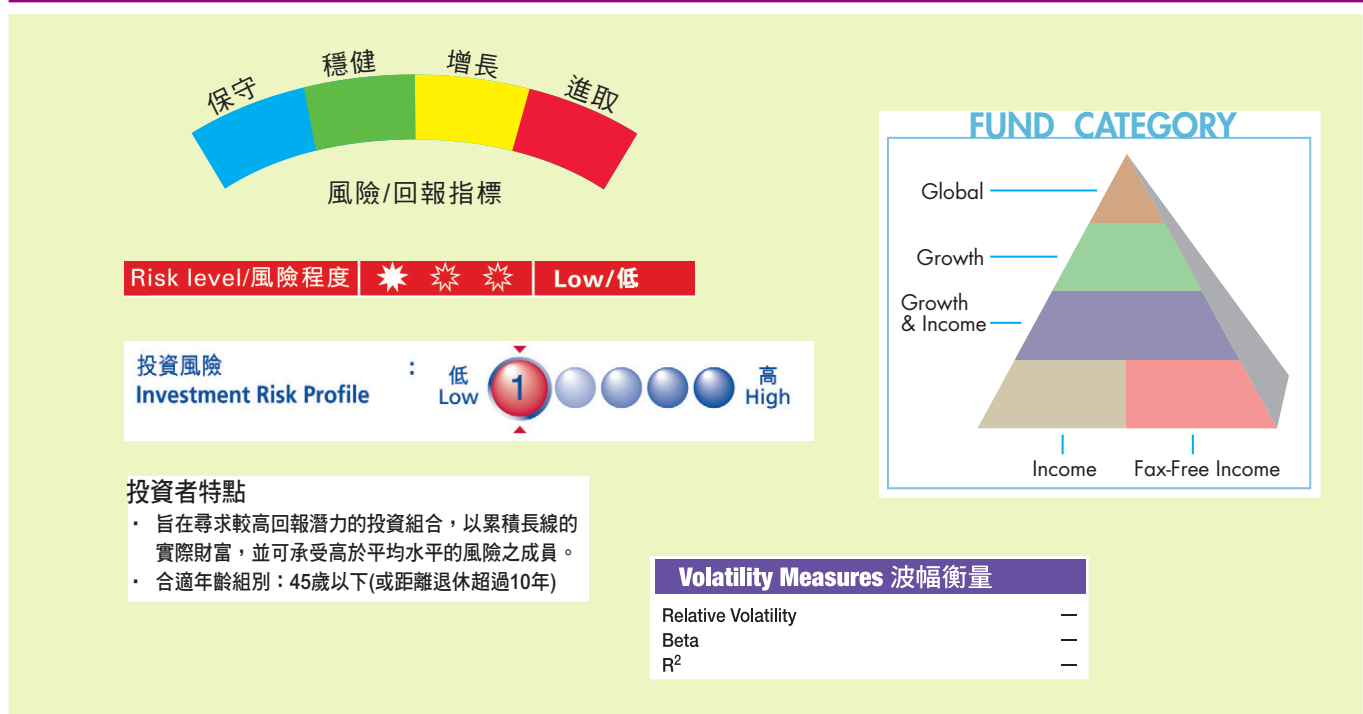 保守
穩健
增長
進取
風險/回報指標
Risk level/風險程度 Low/低
投資風險 : 低 高
Investment Risk Profile Low 1 High
投資者特點
· 旨在尋求較高回報潛力的投資組合,以累積長線的
實際財富,並可承受高於平均水平的風險之成員。
· 合適年齡組別:45歲以下(或距離退休超過10年)
FUND CATEGORY
Global
Growth
Growth
& Income
Income Fax-Free Income
Volatility Measures 波幅衡量
Relative Volatility —
Beta —
R² —